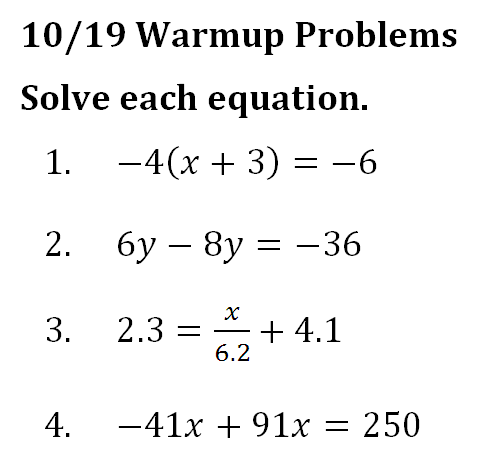 10/19 Warmup Problems
Solve each equation.
1. −4(x + 3) = −6
2. 6y − 8y = −36
3. 2.3 = x/6.2 + 4.1
4. −41x + 91x = 250